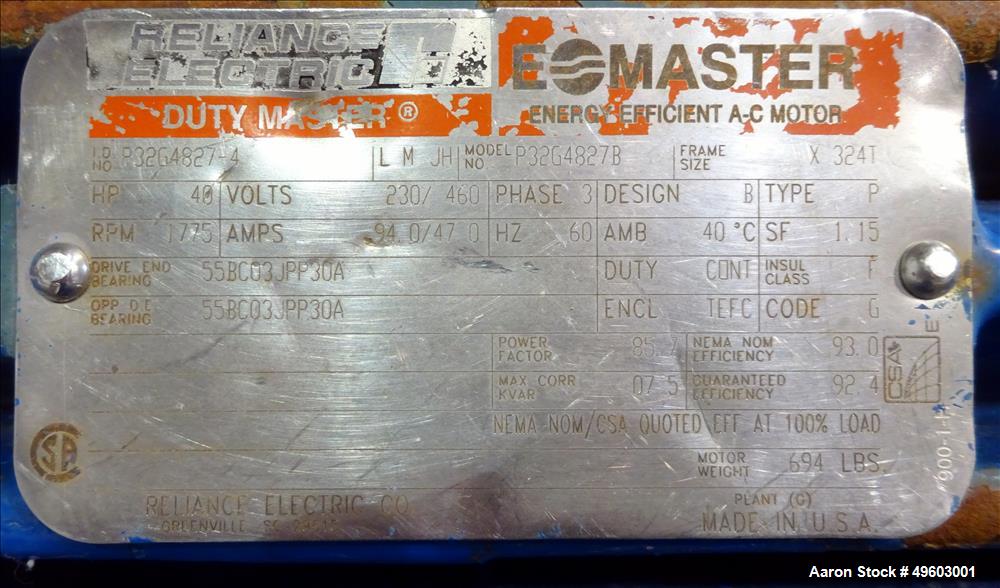 RELIANCE
ELECTRIC
DUTY MASTER®
MASTER
ENERGY EFFICIENT A-C MOTOR
I.D. NO. P32G4827-4 L M JH MODEL NO. P32G4827B FRAME SIZE X 324T
HP 40 VOLTS 230/ 460 PHASE 3 DESIGN B TYPE P
RPM 1775 AMPS 94.0/47.0 HZ 60 AMB 40°C SF 1.15
DRIVE END BEARING 55BC03JPP30A DUTY CONT INSUL CLASS F
OPP D.E. BEARING 55BC03JPP30A ENCL TEFC CODE G
POWER FACTOR 85.7 NEMA NOM EFFICIENCY 93.0
MAX CORR KVAR 07.5 GUARANTEED EFFICIENCY 92.4
CSA
E
NEMA NOM/CSA QUOTED EFF AT 100% LOAD
MOTOR WEIGHT 694 LBS.
RELIANCE ELECTRIC CO.
GREENVILLE SC
PLANT (G)
MADE IN U.S.A.
Aaron Stock # 49603001